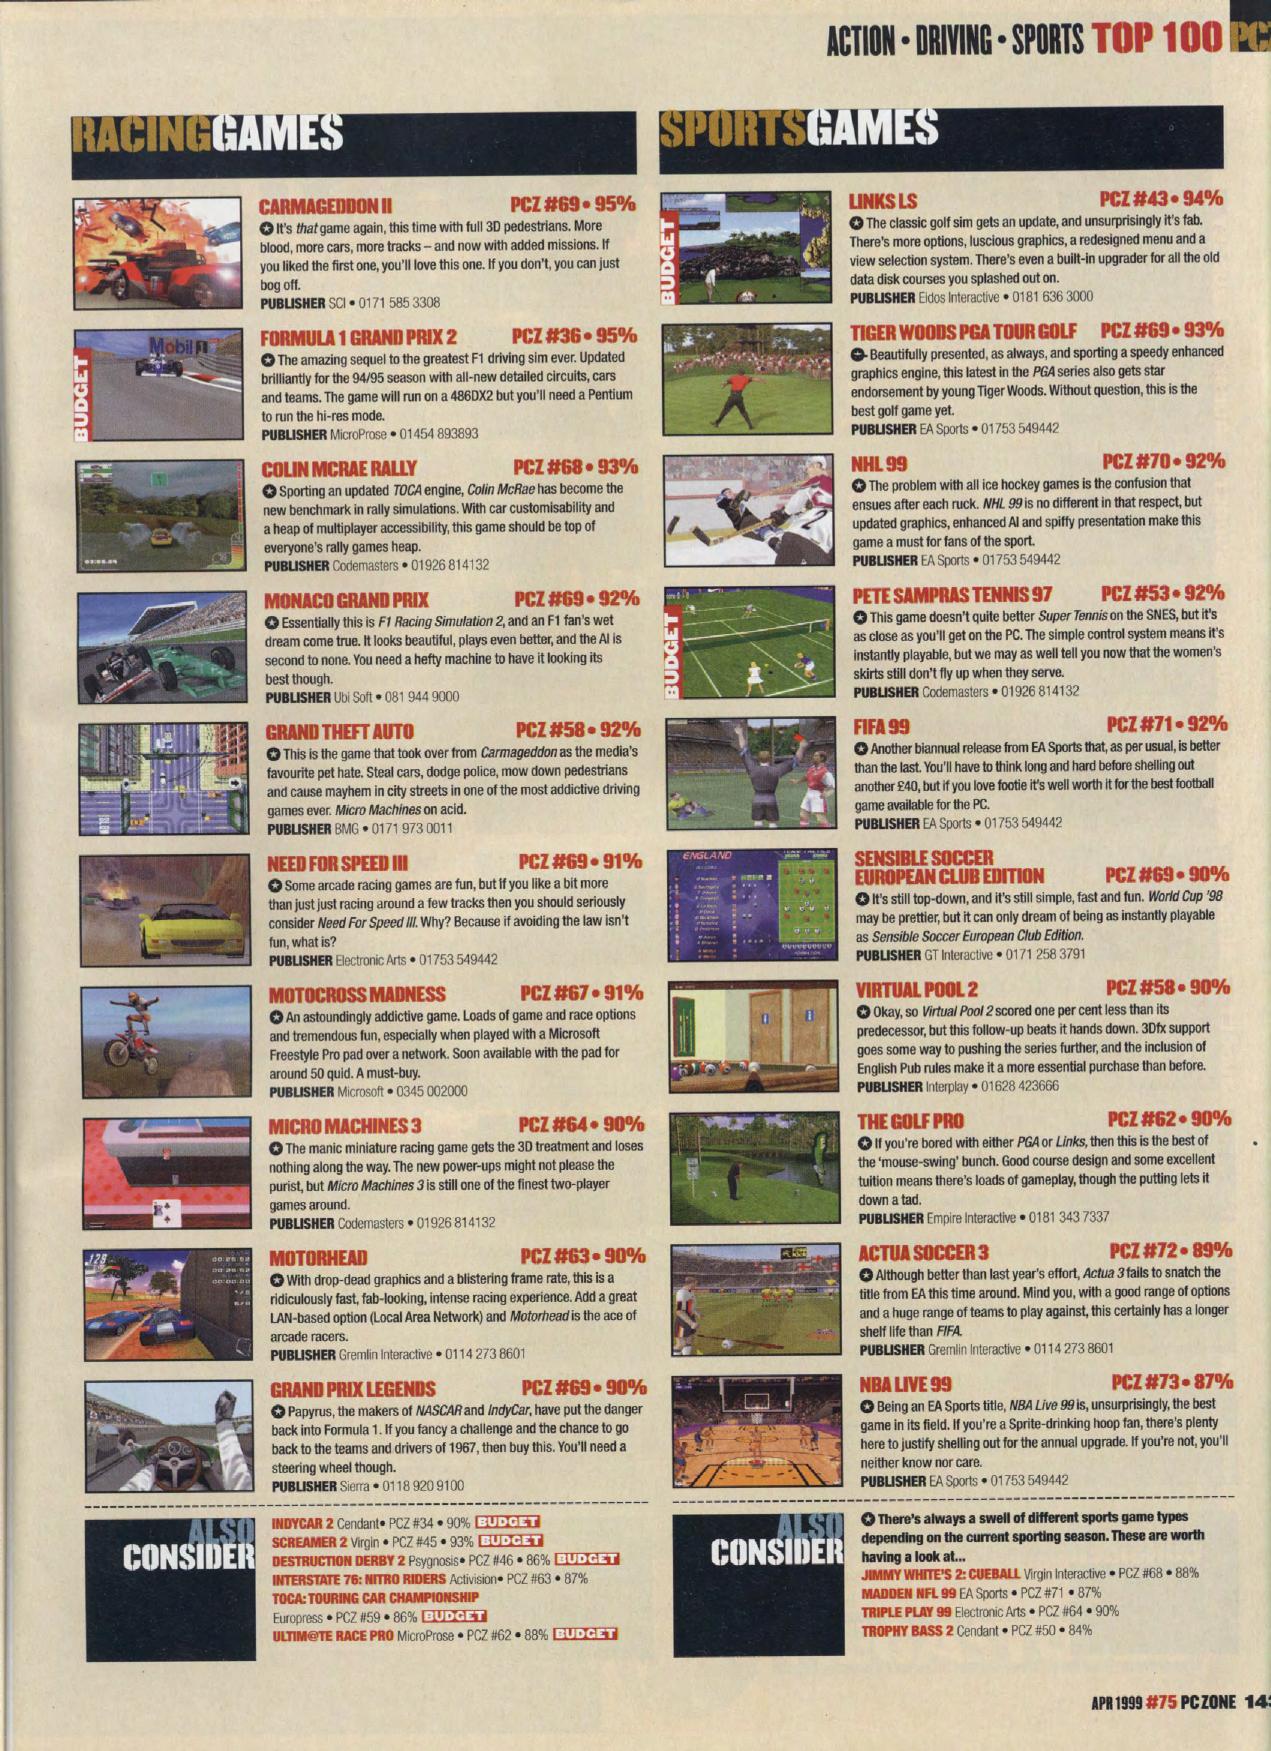 ACTION • DRIVING • SPORTS TOP 100 PC
RACINGGAMES
CARMAGEDDON II PCZ #69 • 95%
It's that game again, this time with full 3D pedestrians. More
blood, more cars, more tracks – and now with added missions. If
you liked the first one, you'll love this one. If you don't, you can just
bog off.
PUBLISHER SCI • 0171 585 3308
BUDGET
Mobil 1
FORMULA 1 GRAND PRIX 2 PCZ #36 • 95%
The amazing sequel to the greatest F1 driving sim ever. Updated
brilliantly for the 94/95 season with all-new detailed circuits, cars
and teams. The game will run on a 486DX2 but you'll need a Pentium
to run the hi-res mode.
PUBLISHER MicroProse • 01454 893893
COLIN MCRAE RALLY PCZ #68 • 93%
Sporting an updated TOCA engine, Colin McRae has become the
new benchmark in rally simulations. With car customisability and
a heap of multiplayer accessibility, this game should be top of
everyone's rally games heap.
PUBLISHER Codemasters • 01926 814132
MONACO GRAND PRIX PCZ #69 • 92%
Essentially this is F1 Racing Simulation 2, and an F1 fan's wet
dream come true. It looks beautiful, plays even better, and the AI is
second to none. You need a hefty machine to have it looking its
best though.
PUBLISHER Ubi Soft • 081 944 9000
GRAND THEFT AUTO PCZ #58 • 92%
This is the game that took over from Carmageddon as the media's
favourite pet hate. Steal cars, dodge police, mow down pedestrians
and cause mayhem in city streets in one of the most addictive driving
games ever. Micro Machines on acid.
PUBLISHER BMG • 0171 973 0011
NEED FOR SPEED III PCZ #69 • 91%
Some arcade racing games are fun, but if you like a bit more
than just just racing around a few tracks then you should seriously
consider Need For Speed III. Why? Because if avoiding the law isn't
fun, what is?
PUBLISHER Electronic Arts • 01753 549442
MOTOCROSS MADNESS PCZ #67 • 91%
An astoundingly addictive game. Loads of game and race options
and tremendous fun, especially when played with a Microsoft
Freestyle Pro pad over a network. Soon available with the pad for
around 50 quid. A must-buy.
PUBLISHER Microsoft • 0345 002000
MICRO MACHINES 3 PCZ #64 • 90%
The manic miniature racing game gets the 3D treatment and loses
nothing along the way. The new power-ups might not please the
purist, but Micro Machines 3 is still one of the finest two-player
games around.
PUBLISHER Codemasters • 01926 814132
MOTORHEAD PCZ #63 • 90%
With drop-dead graphics and a blistering frame rate, this is a
ridiculously fast, fab-looking, intense racing experience. Add a great
LAN-based option (Local Area Network) and Motorhead is the ace of
arcade racers.
PUBLISHER Gremlin Interactive • 0114 273 8601
GRAND PRIX LEGENDS PCZ #69 • 90%
Papyrus, the makers of NASCAR and IndyCar, have put the danger
back into Formula 1. If you fancy a challenge and the chance to go
back to the teams and drivers of 1967, then buy this. You'll need a
steering wheel though.
PUBLISHER Sierra • 0118 920 9100
ALSO
CONSIDER
INDYCAR 2 Cendant • PCZ #34 • 90% BUDGET
SCREAMER 2 Virgin • PCZ #45 • 93% BUDGET
DESTRUCTION DERBY 2 Psygnosis • PCZ #46 • 86% BUDGET
INTERSTATE 76: NITRO RIDERS Activision • PCZ #63 • 87%
TOCA: TOURING CAR CHAMPIONSHIP
Europress • PCZ #59 • 86% BUDGET
ULTIM@TE RACE PRO MicroProse • PCZ #62 • 88% BUDGET
SPORTSGAMES
BUDGET
LINKS LS PCZ #43 • 94%
The classic golf sim gets an update, and unsurprisingly it's fab.
There's more options, luscious graphics, a redesigned menu and a
view selection system. There's even a built-in upgrader for all the old
data disk courses you splashed out on.
PUBLISHER Eidos Interactive • 0181 636 3000
TIGER WOODS PGA TOUR GOLF PCZ #69 • 93%
Beautifully presented, as always, and sporting a speedy enhanced
graphics engine, this latest in the PGA series also gets star
endorsement by young Tiger Woods. Without question, this is the
best golf game yet.
PUBLISHER EA Sports • 01753 549442
NHL 99 PCZ #70 • 92%
The problem with all ice hockey games is the confusion that
ensues after each ruck. NHL 99 is no different in that respect, but
updated graphics, enhanced AI and spiffy presentation make this
game a must for fans of the sport.
PUBLISHER EA Sports • 01753 549442
BUDGET
PETE SAMPRAS TENNIS 97 PCZ #53 • 92%
This game doesn't quite better Super Tennis on the SNES, but it's
as close as you'll get on the PC. The simple control system means it's
instantly playable, but we may as well tell you now that the women's
skirts still don't fly up when they serve.
PUBLISHER Codemasters • 01926 814132
FIFA 99 PCZ #71 • 92%
Another biannual release from EA Sports that, as per usual, is better
than the last. You'll have to think long and hard before shelling out
another £40, but if you love footie it's well worth it for the best football
game available for the PC.
PUBLISHER EA Sports • 01753 549442
ENGLAND
SENSIBLE SOCCER
EUROPEAN CLUB EDITION PCZ #69 • 90%
It's still top-down, and it's still simple, fast and fun. World Cup '98
may be prettier, but it can only dream of being as instantly playable
as Sensible Soccer European Club Edition.
PUBLISHER GT Interactive • 0171 258 3791
VIRTUAL POOL 2 PCZ #58 • 90%
Okay, so Virtual Pool 2 scored one per cent less than its
predecessor, but this follow-up beats it hands down. 3Dfx support
goes some way to pushing the series further, and the inclusion of
English Pub rules make it a more essential purchase than before.
PUBLISHER Interplay • 01628 423666
THE GOLF PRO PCZ #62 • 90%
If you're bored with either PGA or Links, then this is the best of
the 'mouse-swing' bunch. Good course design and some excellent
tuition means there's loads of gameplay, though the putting lets it
down a tad.
PUBLISHER Empire Interactive • 0181 343 7337
ACTUA SOCCER 3 PCZ #72 • 89%
Although better than last year's effort, Actua 3 fails to snatch the
title from EA this time around. Mind you, with a good range of options
and a huge range of teams to play against, this certainly has a longer
shelf life than FIFA.
PUBLISHER Gremlin Interactive • 0114 273 8601
NBA LIVE 99 PCZ #73 • 87%
Being an EA Sports title, NBA Live 99 is, unsurprisingly, the best
game in its field. If you're a Sprite-drinking hoop fan, there's plenty
here to justify shelling out for the annual upgrade. If you're not, you'll
neither know nor care.
PUBLISHER EA Sports • 01753 549442
ALSO
CONSIDER
There's always a swell of different sports game types
depending on the current sporting season. These are worth
having a look at...
JIMMY WHITE'S 2: CUEBALL Virgin Interactive • PCZ #68 • 88%
MADDEN NFL 99 EA Sports • PCZ #71 • 87%
TRIPLE PLAY 99 Electronic Arts • PCZ #64 • 90%
TROPHY BASS 2 Cendant • PCZ #50 • 84%
APR 1999 #75 PC ZONE 143